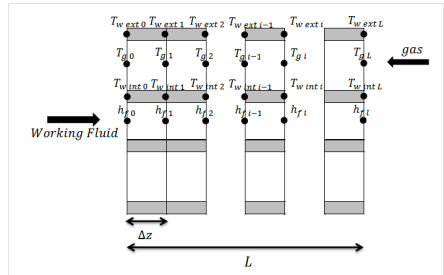 T_w ext 0 T_w ext 1 T_w ext 2 T_w ext i−1 T_w ext i T_w ext L
T_g 0 T_g 1 T_g 2 T_g i−1 T_g i T_g L
gas
T_w int 0 T_w int 1 T_w int 2 T_w int i−1 T_w int i T_w int L
h_f 0 h_f 1 h_f 2 h_f i−1 h_f i h_f l
Working Fluid
Δz
L